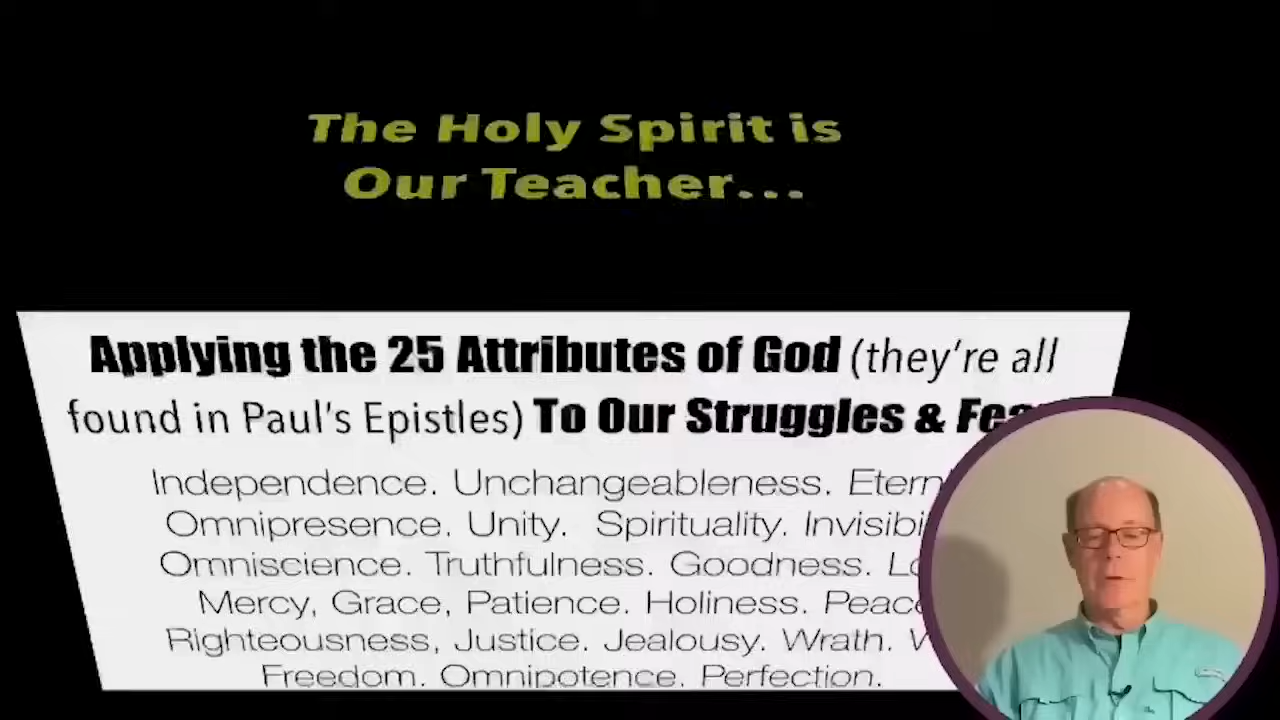 The Holy Spirit is
Our Teacher...
Applying the 25 Attributes of God (they're all
found in Paul's Epistles) To Our Struggles &
Independence. Unchangeableness.
Omnipresence. Unity. Spirituality.
Omniscience. Truthfulness. Goodness.
Mercy, Grace, Patience. Holiness.
Righteousness, Justice. Jealousy. Wrath.
Freedom. Omnipotence. Perfection.